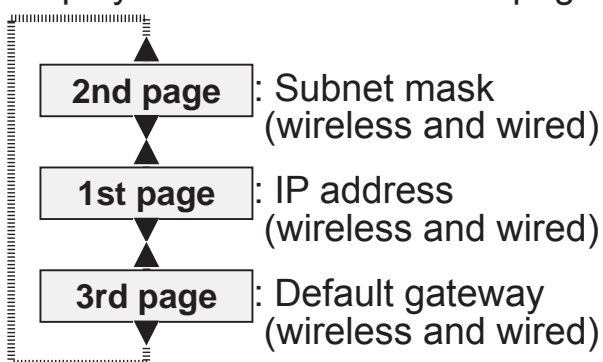 2nd page : Subnet mask
(wireless and wired)
1st page : IP address
(wireless and wired)
3rd page : Default gateway
(wireless and wired)